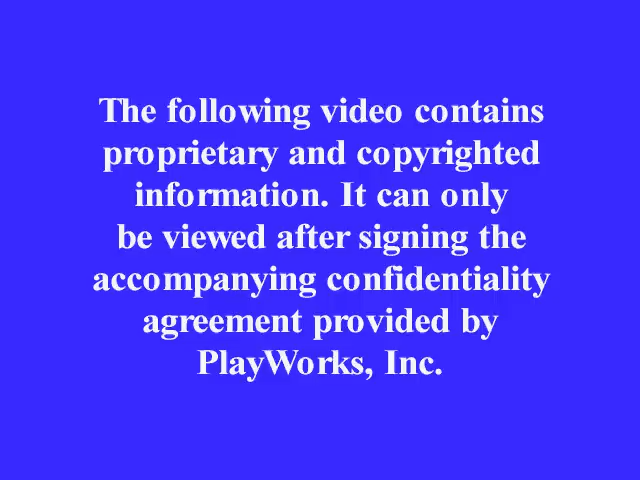 The following video contains
proprietary and copyrighted
information. It can only
be viewed after signing the
accompanying confidentiality
agreement provided by
PlayWorks, Inc.